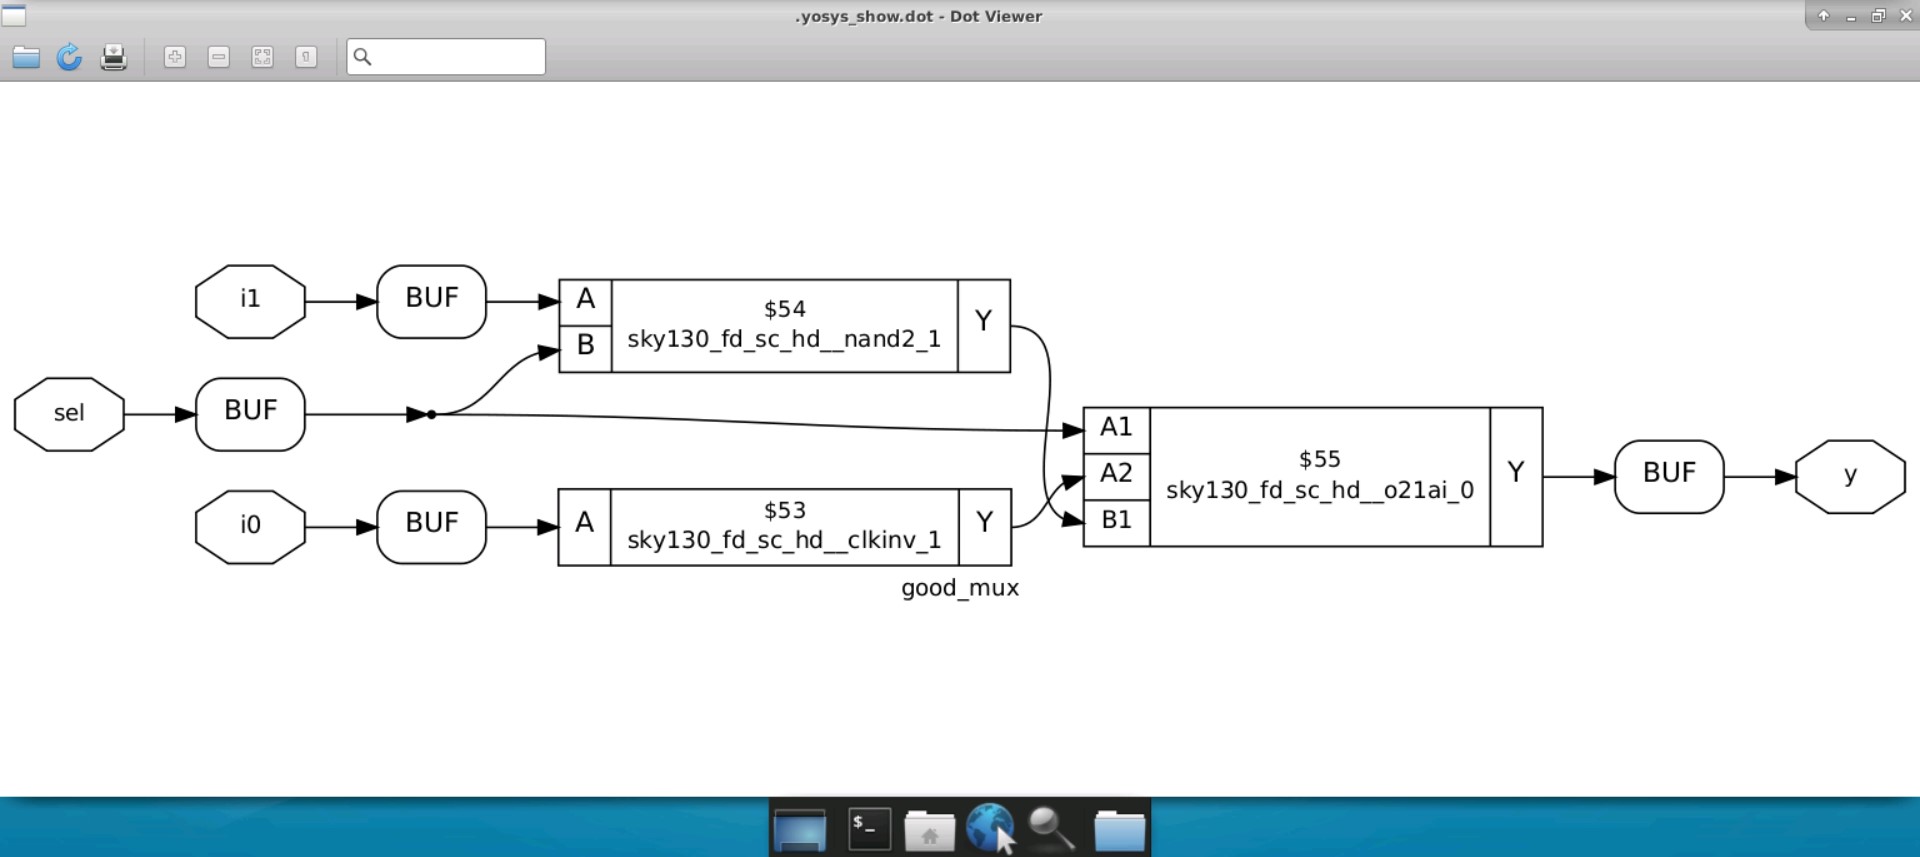 .yosys_show.dot - Dot Viewer
i1
BUF
A
B
$54
sky130_fd_sc_hd__nand2_1
Y
sel
BUF
i0
BUF
A
$53
sky130_fd_sc_hd__clkinv_1
Y
A1
A2
B1
$55
sky130_fd_sc_hd__o21ai_0
Y
BUF
y
good_mux
$_